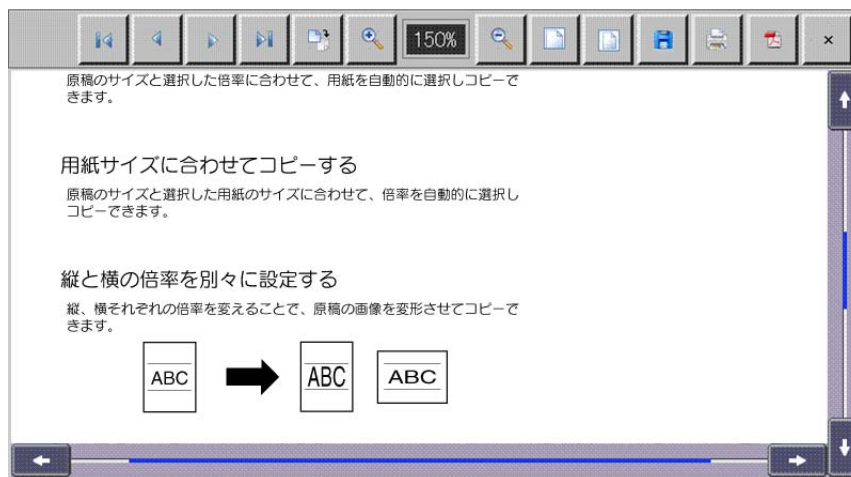 150%
×
原稿のサイズと選択した倍率に合わせて、用紙を自動的に選択しコピーで
きます。
用紙サイズに合わせてコピーする
原稿のサイズと選択した用紙のサイズに合わせて、倍率を自動的に選択し
コピーできます。
縦と横の倍率を別々に設定する
縦、横それぞれの倍率を変えることで、原稿の画像を変形させてコピーで
きます。
ABC ABC ABC